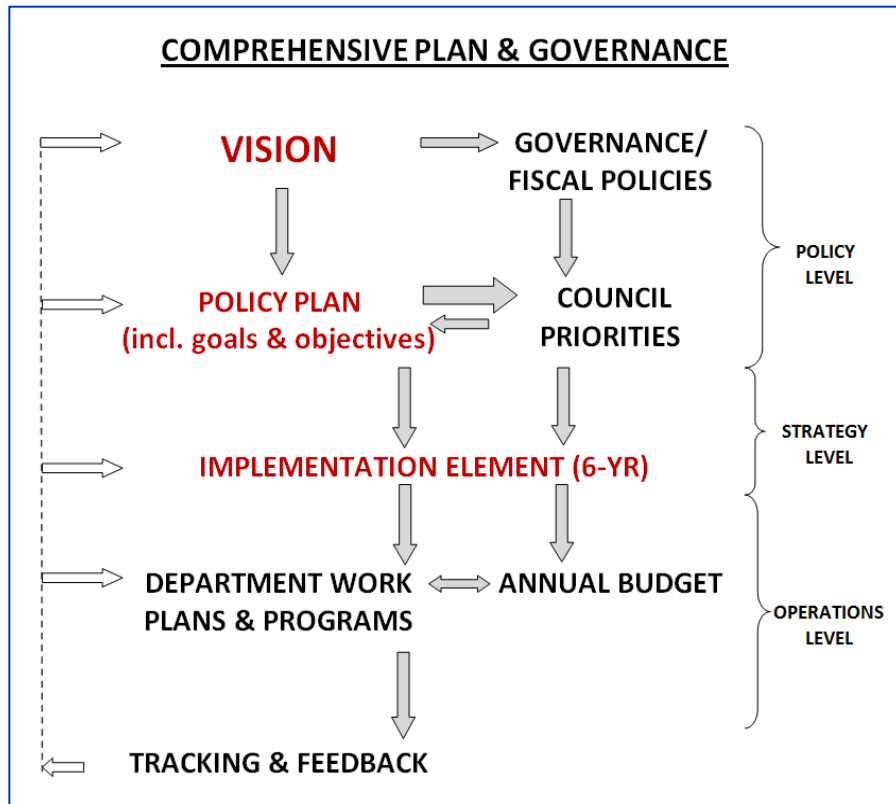 COMPREHENSIVE PLAN & GOVERNANCE
VISION
GOVERNANCE/
FISCAL POLICIES
POLICY
LEVEL
POLICY PLAN
(incl. goals & objectives)
COUNCIL
PRIORITIES
STRATEGY
LEVEL
IMPLEMENTATION ELEMENT (6-YR)
DEPARTMENT WORK
PLANS & PROGRAMS
ANNUAL BUDGET
OPERATIONS
LEVEL
TRACKING & FEEDBACK